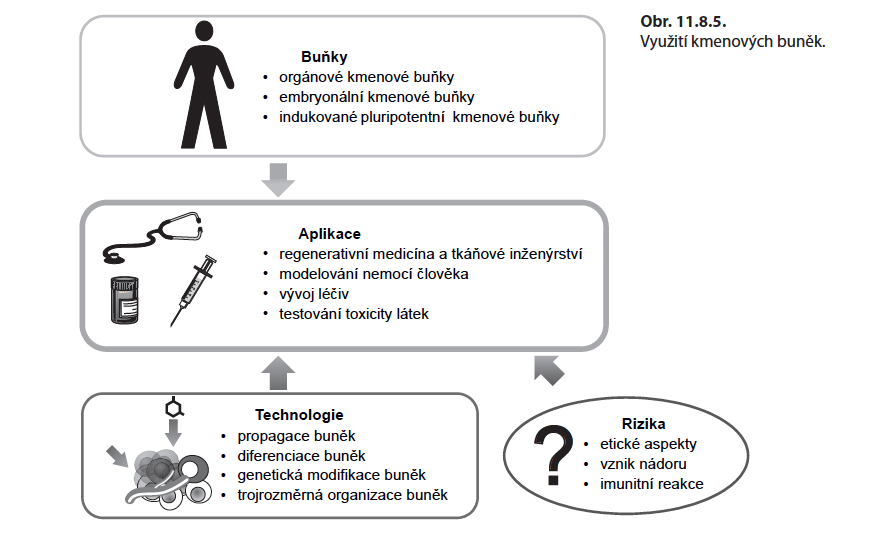 Obr. 11.8.5.
Využití kmenových buněk.
Buňky
• orgánové kmenové buňky
• embryonální kmenové buňky
• indukované pluripotentní kmenové buňky
Aplikace
• regenerativní medicína a tkáňové inženýrství
• modelování nemocí člověka
• vývoj léčiv
• testování toxicity látek
Technologie
• propagace buněk
• diferenciace buněk
• genetická modifikace buněk
• trojrozměrná organizace buněk
?
Rizika
• etické aspekty
• vznik nádoru
• imunitní reakce